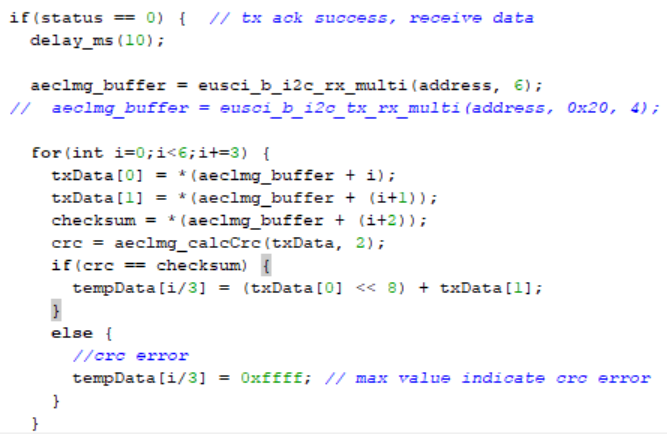 if(status == 0) {  // tx ack success, receive data
  delay_ms(10);

  aeclmg_buffer = eusci_b_i2c_rx_multi(address, 6);
//  aeclmg_buffer = eusci_b_i2c_tx_rx_multi(address, 0x20, 4);

  for(int i=0;i<6;i+=3) {
    txData[0] = *(aeclmg_buffer + i);
    txData[1] = *(aeclmg_buffer + (i+1));
    checksum = *(aeclmg_buffer + (i+2));
    crc = aeclmg_calcCrc(txData, 2);
    if(crc == checksum) {
      tempData[i/3] = (txData[0] << 8) + txData[1];
    }
    else {
      //crc error
      tempData[i/3] = 0xffff; // max value indicate crc error
    }
  }